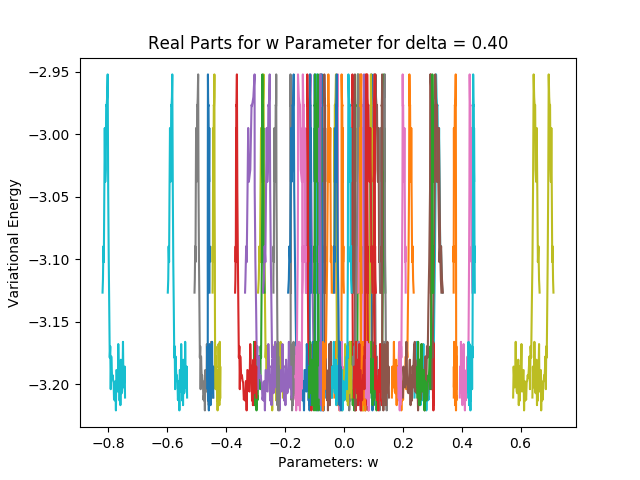 Real Parts for w Parameter for delta = 0.40
Variational Energy
−2.95
−3.00
−3.05
−3.10
−3.15
−3.20
−0.8 −0.6 −0.4 −0.2 0.0 0.2 0.4 0.6
Parameters: w